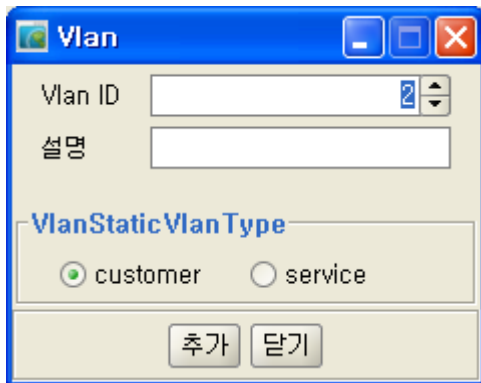 Vlan
Vlan ID 2
설명
VlanStaticVlanType
customer service
추가 닫기